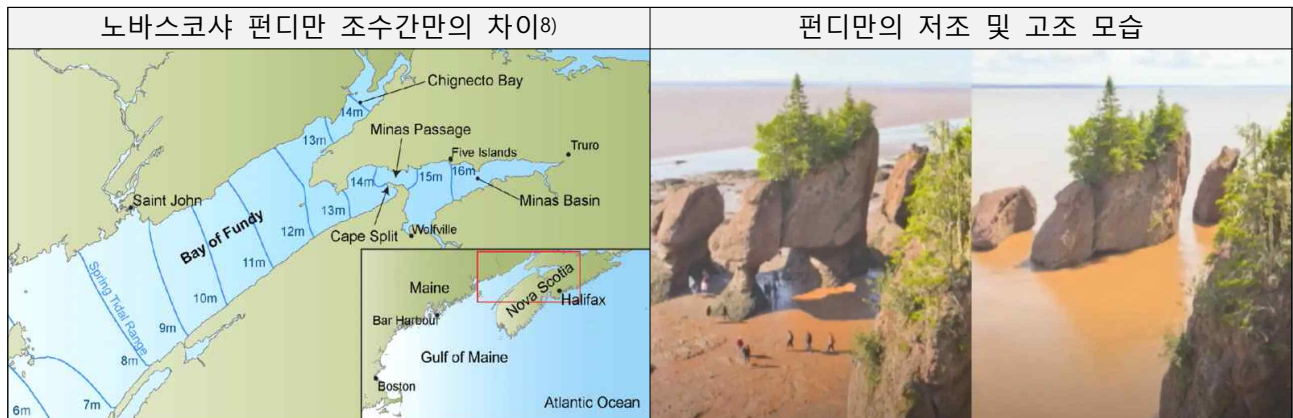 노바스코샤 펀디만 조수간만의 차이8)
펀디만의 저조 및 고조 모습
Chignecto Bay
14m
Minas Passage
13m
Five Islands
Truro
14m
15m
16m
Minas Basin
Saint John
13m
Bay of Fundy
12m
Cape Split
Wolfville
11m
Spring Tidal Range
10m
9m
8m
7m
6m
Maine
Nova Scotia
Halifax
Bar Harbour
Gulf of Maine
Boston
Atlantic Ocean